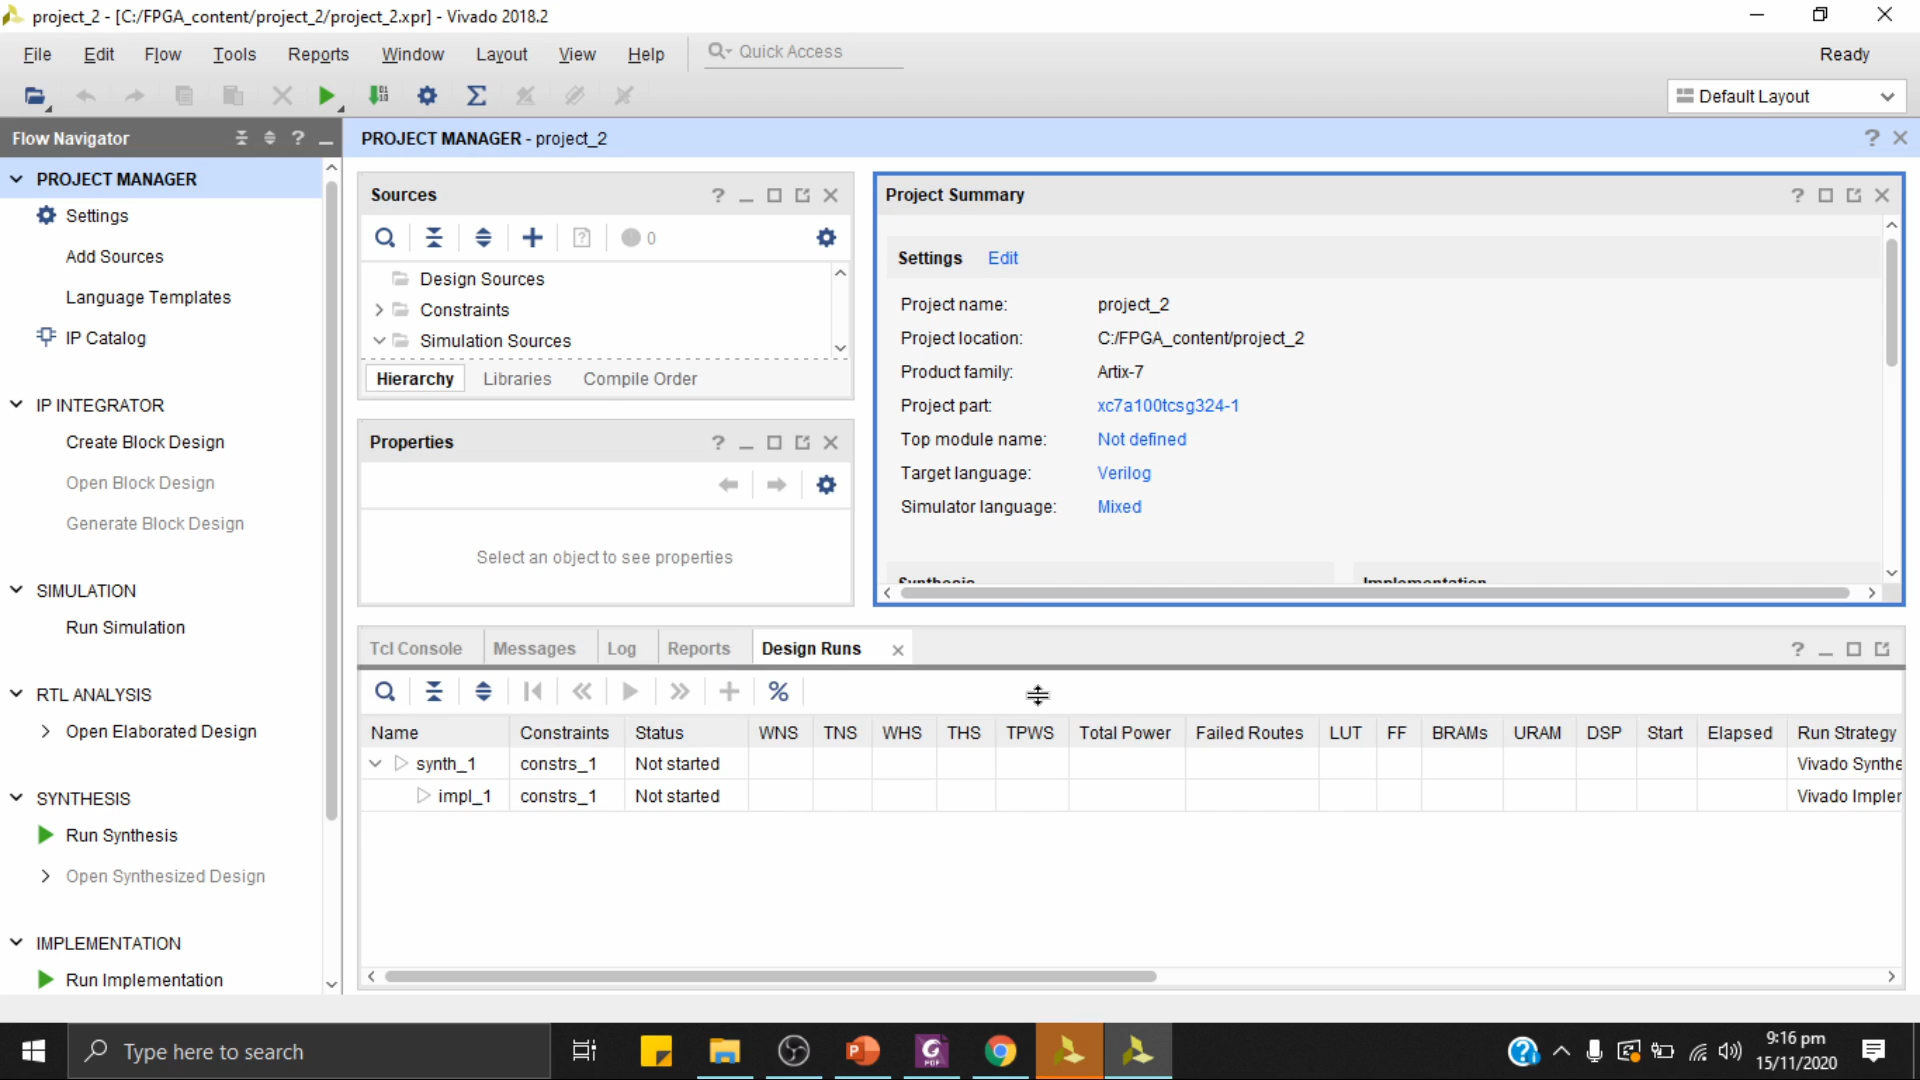 project_2 - [C:/FPGA_content/project_2/project_2.xpr] - Vivado 2018.2
File Edit Flow Tools Reports Window Layout View Help Quick Access Ready
Default Layout
Flow Navigator
PROJECT MANAGER - project_2
PROJECT MANAGER
Settings
Add Sources
Language Templates
IP Catalog
IP INTEGRATOR
Create Block Design
Open Block Design
Generate Block Design
SIMULATION
Run Simulation
RTL ANALYSIS
Open Elaborated Design
SYNTHESIS
Run Synthesis
Open Synthesized Design
IMPLEMENTATION
Run Implementation
Sources
0
Design Sources
Constraints
Simulation Sources
Hierarchy Libraries Compile Order
Properties
Select an object to see properties
Project Summary
Settings Edit
Project name: project_2
Project location: C:/FPGA_content/project_2
Product family: Artix-7
Project part: xc7a100tcsg324-1
Top module name: Not defined
Target language: Verilog
Simulator language: Mixed
Synthesis Implementation
Tcl Console Messages Log Reports Design Runs
Name Constraints Status WNS TNS WHS THS TPWS Total Power Failed Routes LUT FF BRAMs URAM DSP Start Elapsed Run Strategy
synth_1 constrs_1 Not started Vivado Synthe
impl_1 constrs_1 Not started Vivado Impler
Type here to search
9:16 pm
15/11/2020